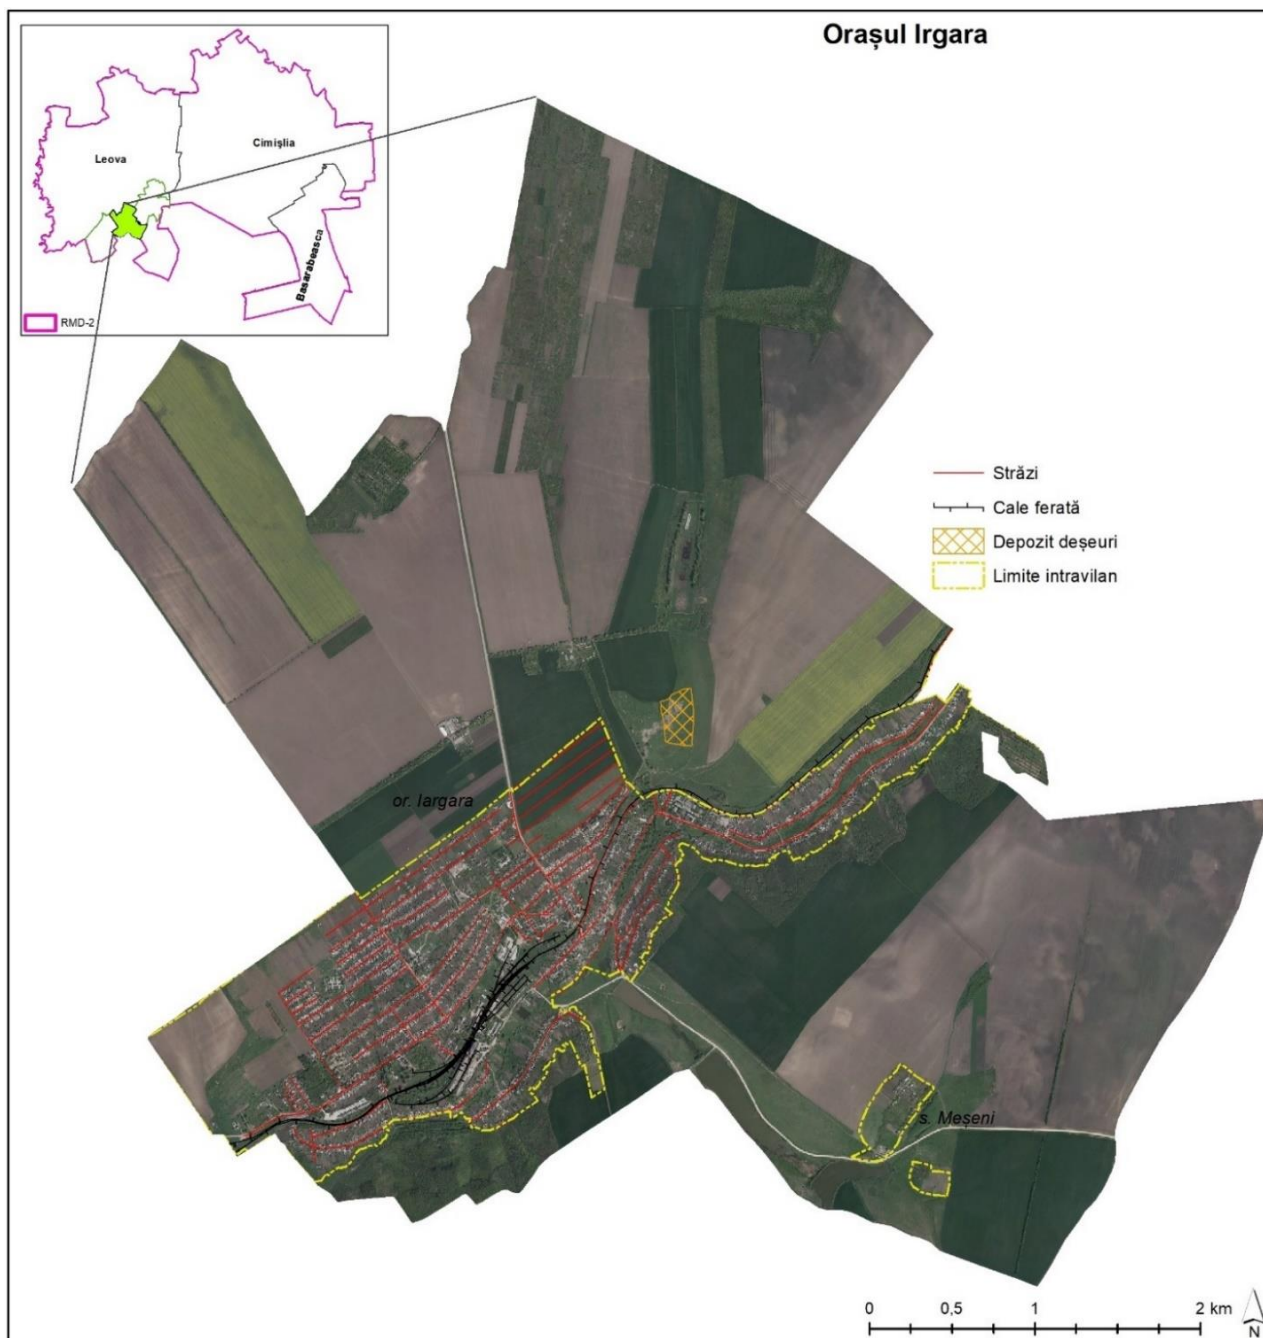 Orașul Irgara
Cimișlia
Leova
Basarabeasca
RMD-2
Străzi
Cale ferată
Depozit deșeuri
Limite intravilan
or. Iargara
s. Meșeni
0 0,5 1 2 km
N